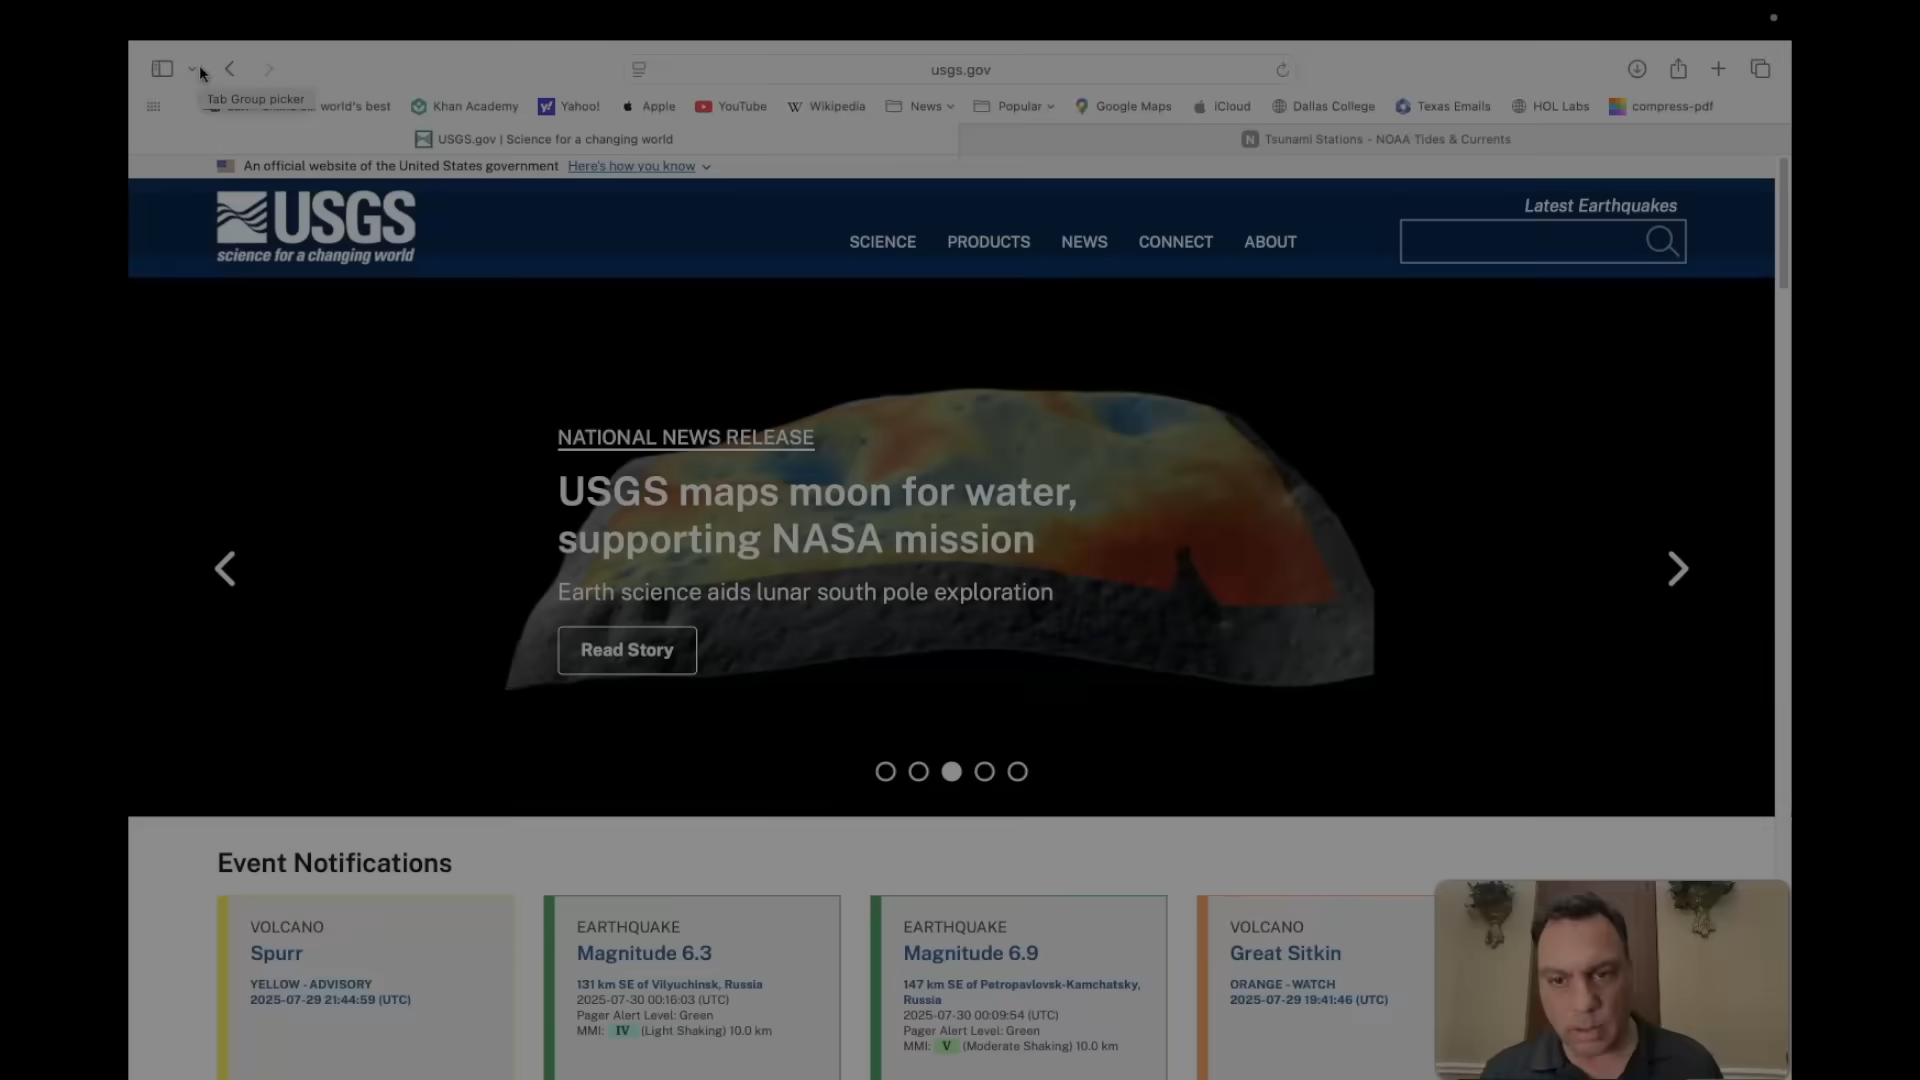 usgs.gov
Tab Group picker
world's best
Khan Academy
Yahoo!
Apple
YouTube
Wikipedia
News
Popular
Google Maps
iCloud
Dallas College
Texas Emails
HOL Labs
compress-pdf
USGS.gov | Science for a changing world
Tsunami Stations - NOAA Tides & Currents
An official website of the United States government Here's how you know
USGS
science for a changing world
SCIENCE
PRODUCTS
NEWS
CONNECT
ABOUT
Latest Earthquakes
NATIONAL NEWS RELEASE
USGS maps moon for water,
supporting NASA mission
Earth science aids lunar south pole exploration
Read Story
Event Notifications
VOLCANO
Spurr
YELLOW - ADVISORY
2025-07-29 21:44:59 (UTC)
EARTHQUAKE
Magnitude 6.3
131 km SE of Vilyuchinsk, Russia
2025-07-30 00:16:03 (UTC)
Pager Alert Level: Green
MMI: IV (Light Shaking) 10.0 km
EARTHQUAKE
Magnitude 6.9
147 km SE of Petropavlovsk-Kamchatsky,
Russia
2025-07-30 00:09:54 (UTC)
Pager Alert Level: Green
MMI: V (Moderate Shaking) 10.0 km
VOLCANO
Great Sitkin
ORANGE - WATCH
2025-07-29 19:41:46 (UTC)